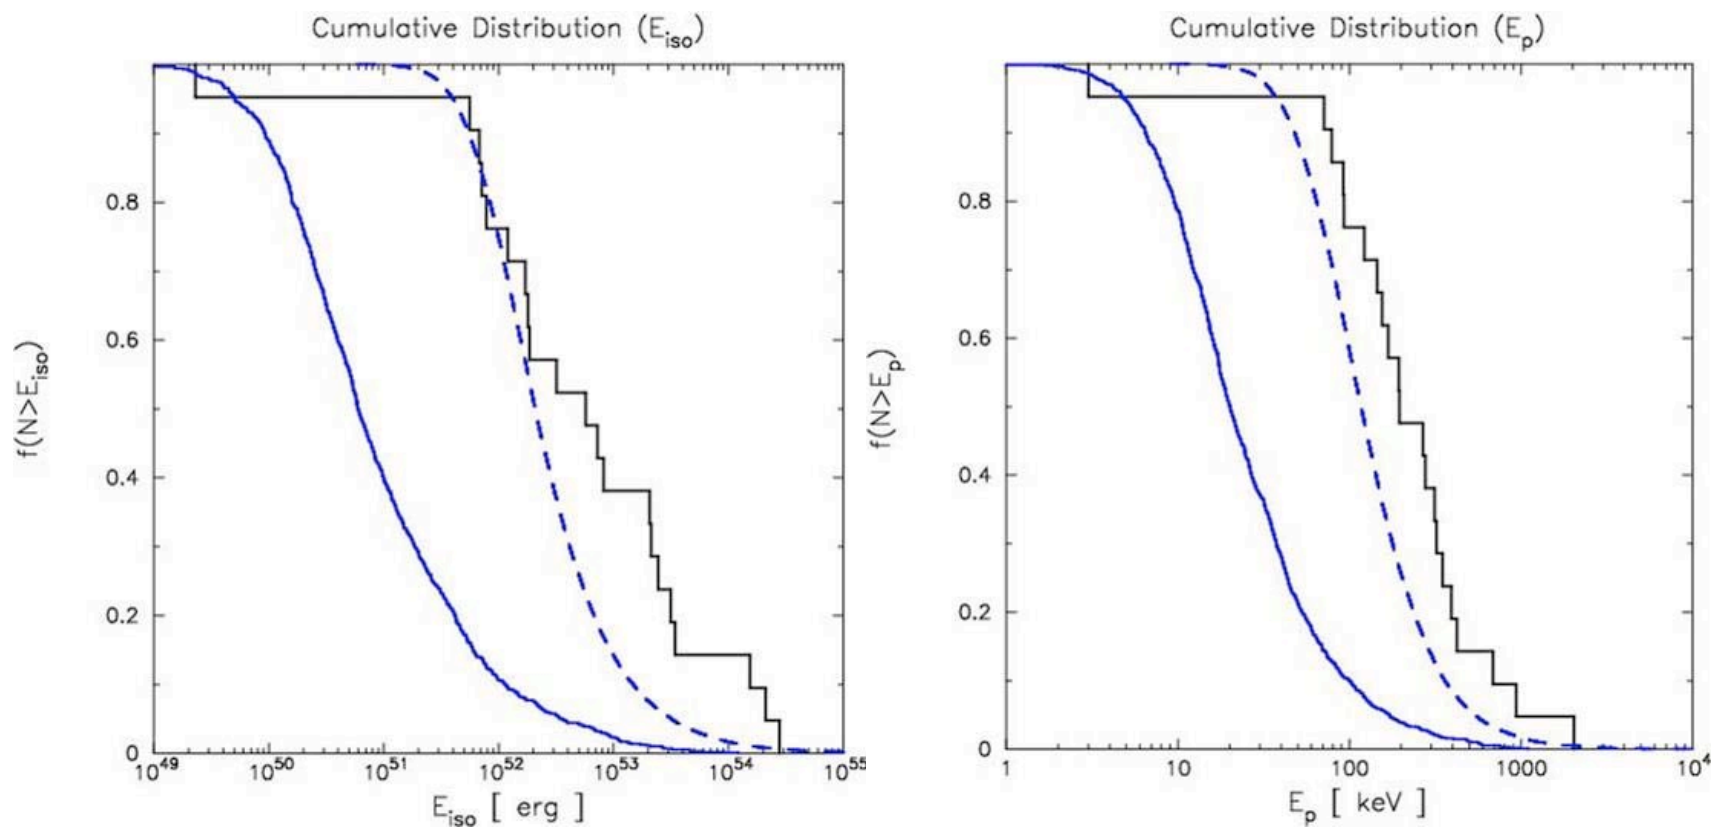 Cumulative Distribution (E_iso)
f(N>E_iso)
0.8
0.6
0.4
0.2
0
10^49 10^50 10^51 10^52 10^53 10^54 10^55
E_iso [ erg ]
Cumulative Distribution (E_p)
f(N>E_p)
0.8
0.6
0.4
0.2
0
1 10 100 1000 10^4
E_p [ keV ]